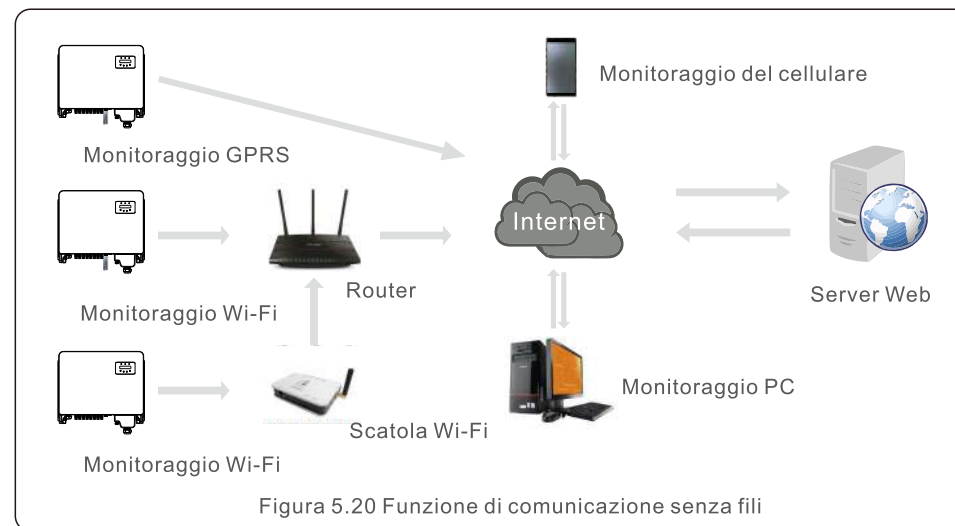 Monitoraggio del cellulare
Monitoraggio GPRS
Internet
Router
Server Web
Monitoraggio Wi-Fi
Monitoraggio PC
Scatola Wi-Fi
Monitoraggio Wi-Fi
Figura 5.20 Funzione di comunicazione senza fili